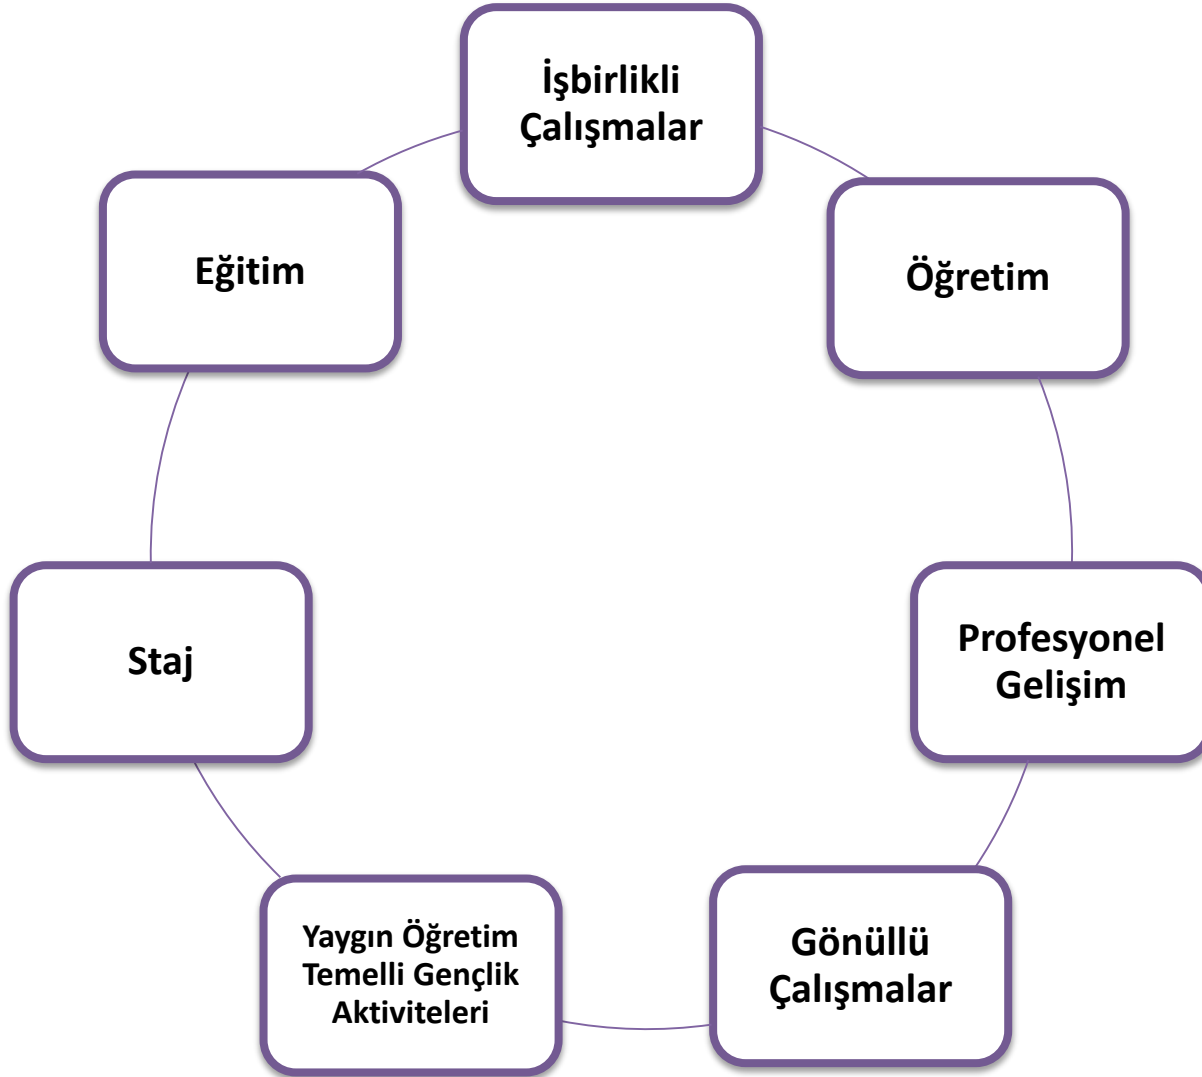 İşbirlikli
Çalışmalar
Öğretim
Profesyonel
Gelişim
Gönüllü
Çalışmalar
Yaygın Öğretim
Temelli Gençlik
Aktiviteleri
Staj
Eğitim